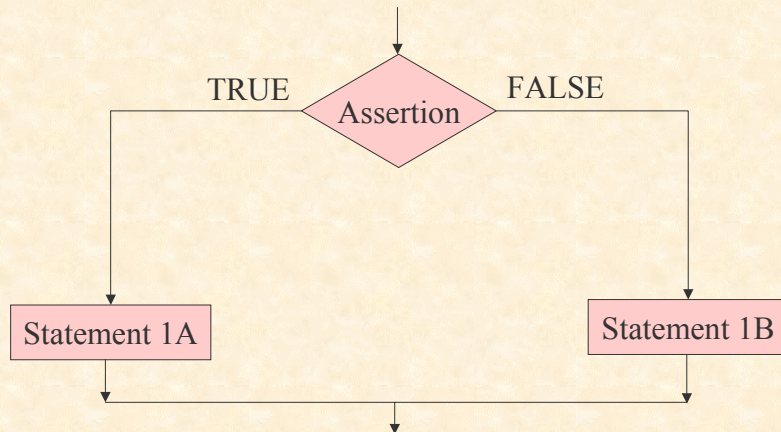 TRUE
FALSE
Assertion
Statement 1A
Statement 1B